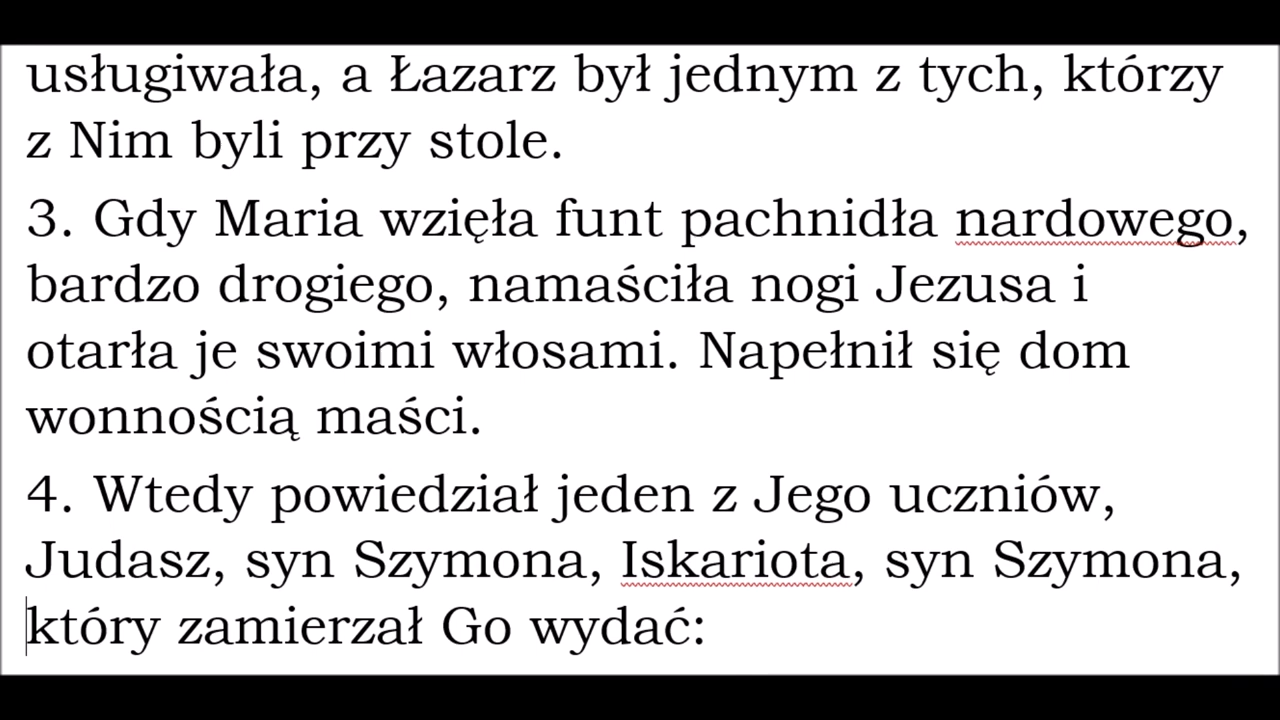 usługiwała, a Łazarz był jednym z tych, którzy
z Nim byli przy stole.
3. Gdy Maria wzięła funt pachnidła nardowego,
bardzo drogiego, namaściła nogi Jezusa i
otarła je swoimi włosami. Napełnił się dom
wonnością maści.
4. Wtedy powiedział jeden z Jego uczniów,
Judasz, syn Szymona, Iskariota, syn Szymona,
który zamierzał Go wydać: